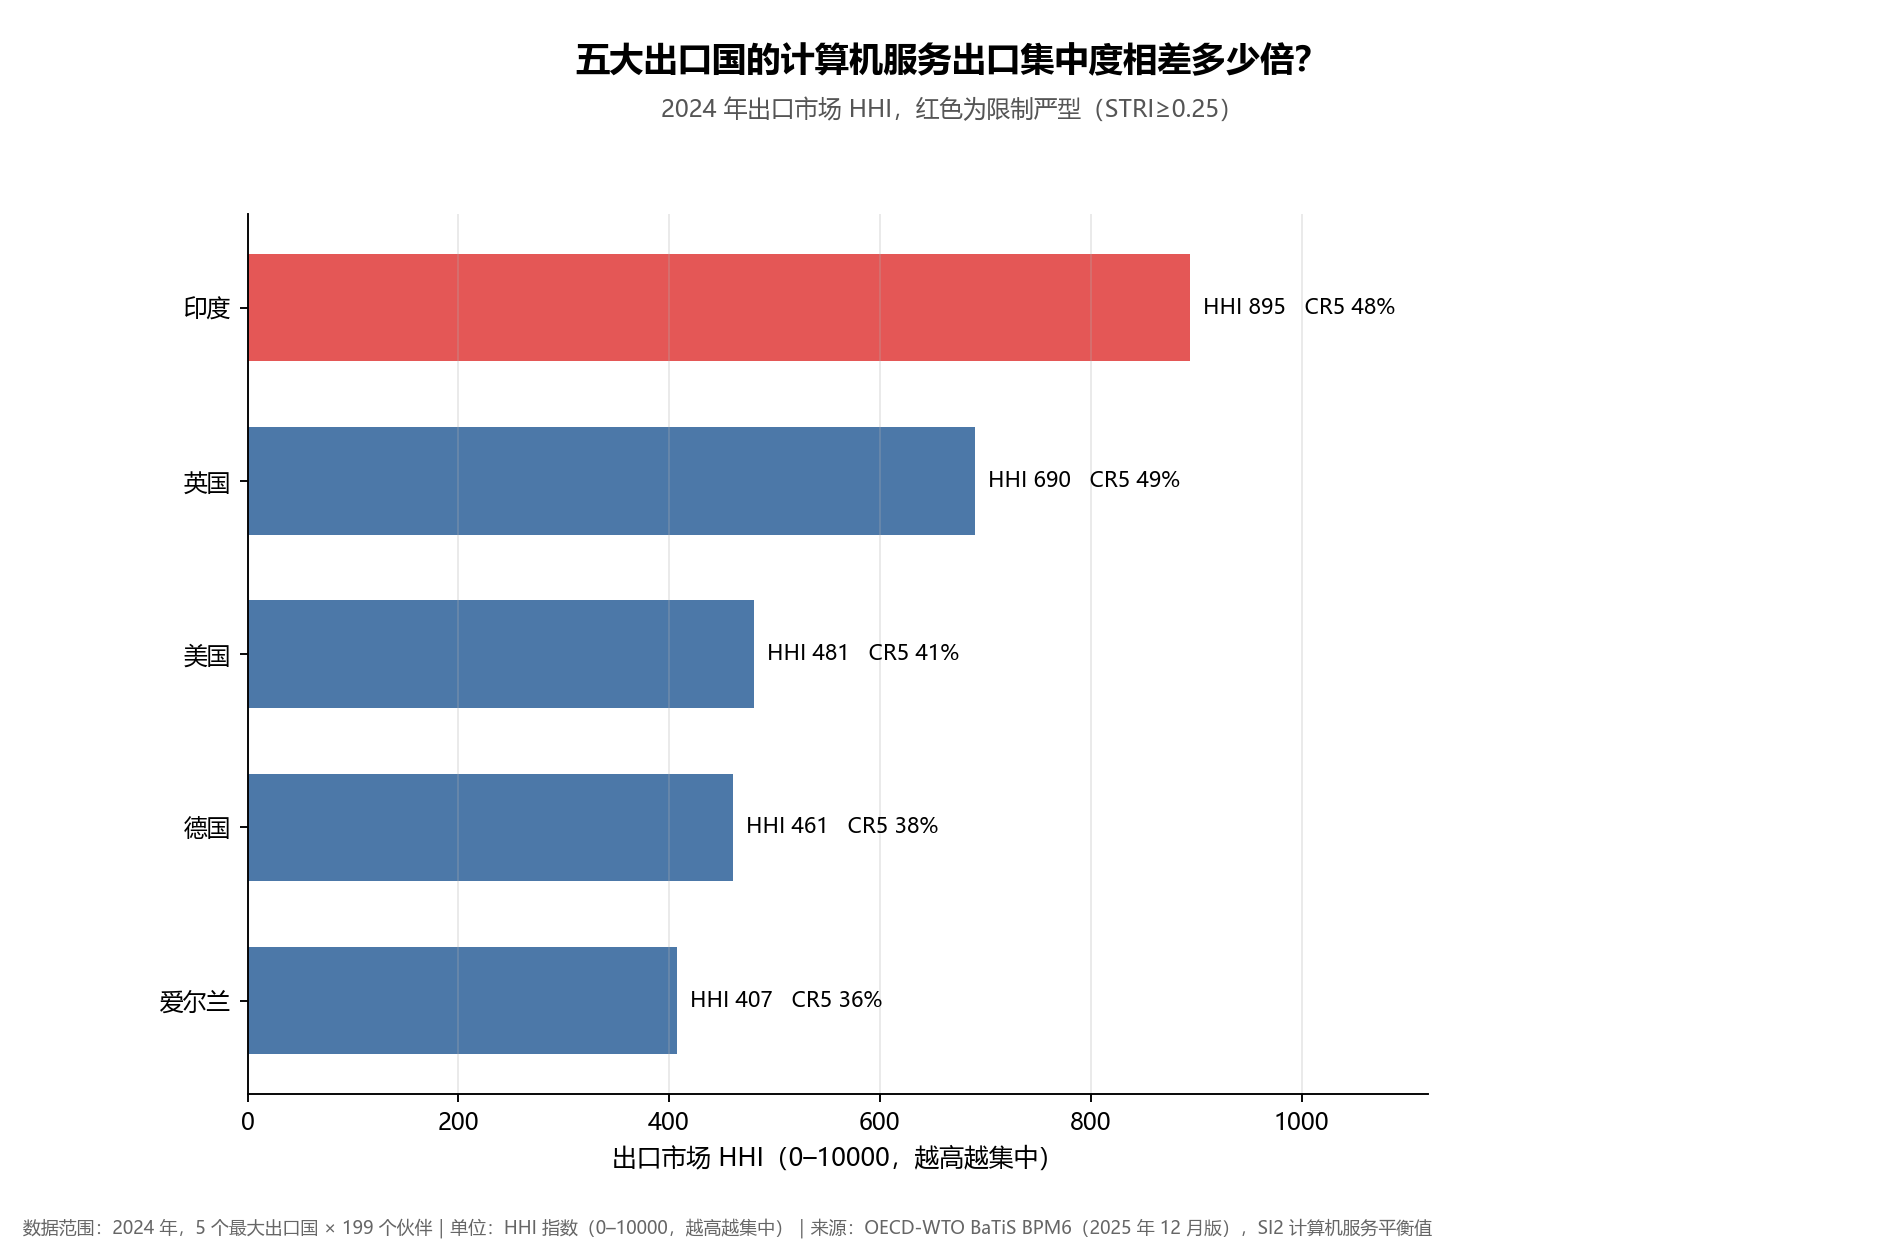 五大出口国的计算机服务出口集中度相差多少倍？
2024 年出口市场 HHI，红色为限制严型（STRI≥0.25）
印度
HHI 895 CR5 48%
英国
HHI 690 CR5 49%
美国
HHI 481 CR5 41%
德国
HHI 461 CR5 38%
爱尔兰
HHI 407 CR5 36%
0 200 400 600 800 1000
出口市场 HHI（0–10000，越高越集中）
数据范围：2024 年，5 个最大出口国 × 199 个伙伴 | 单位：HHI 指数（0–10000，越高越集中） | 来源：OECD-WTO BaTiS BPM6（2025 年 12 月版），SI2 计算机服务平衡值